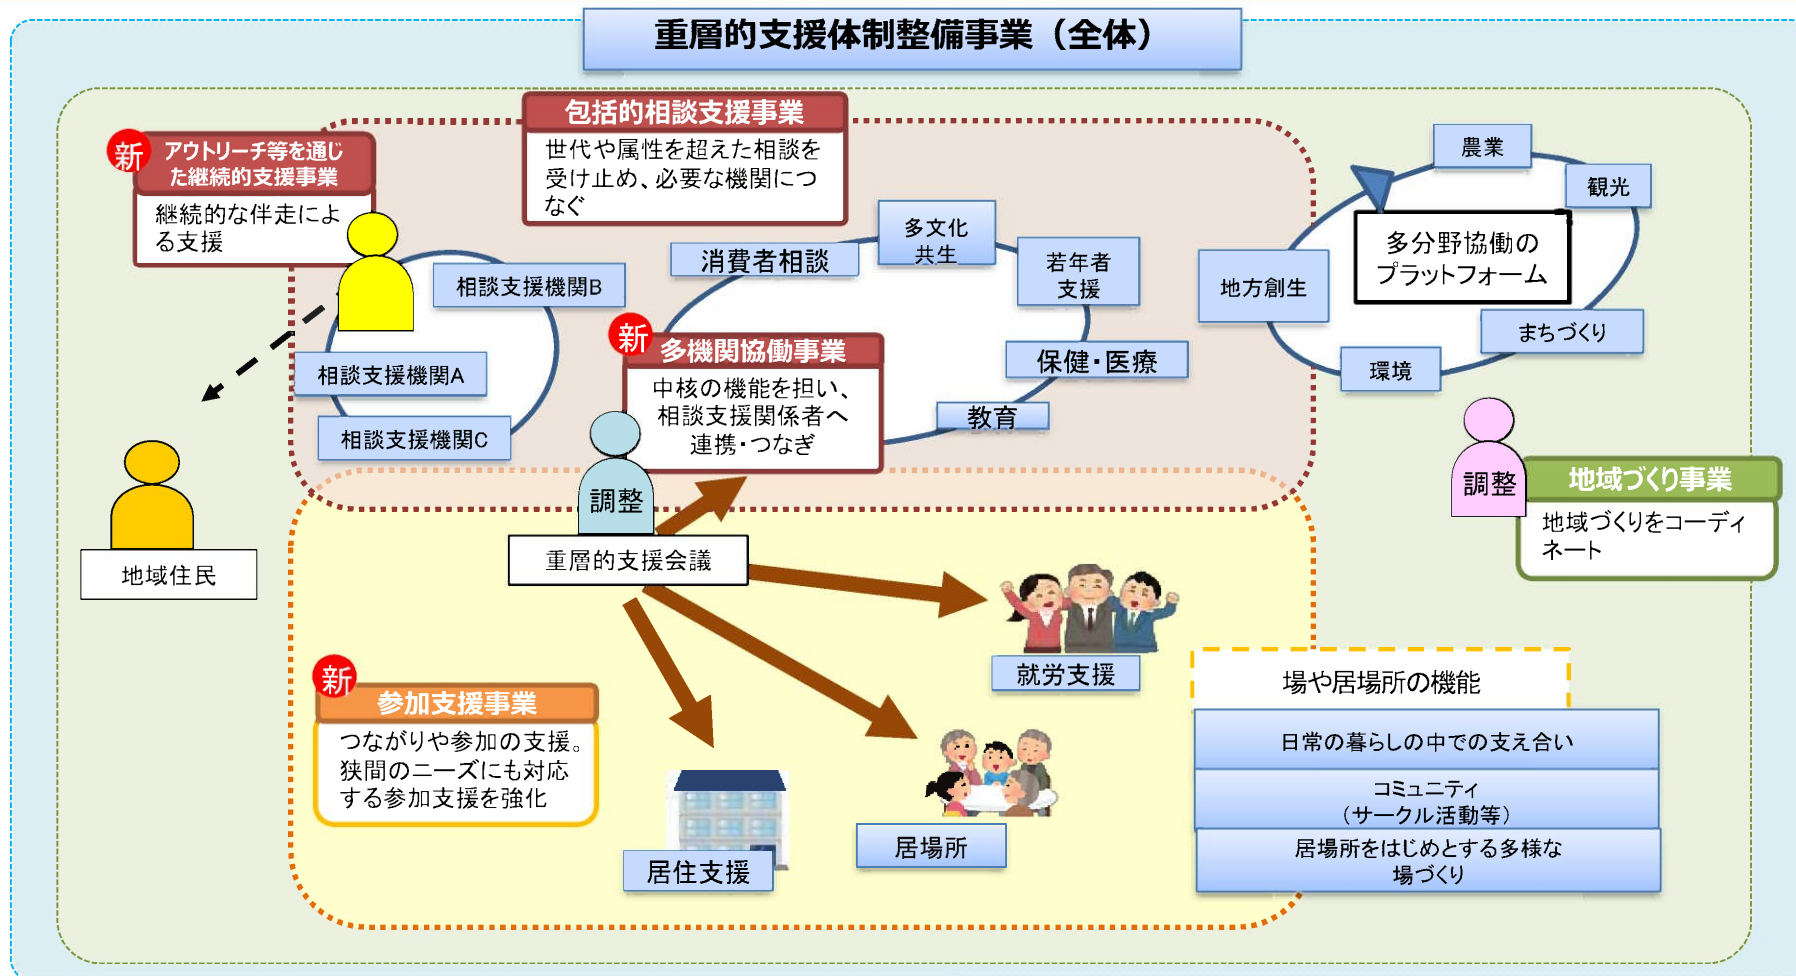 重層的支援体制整備事業（全体）
包括的相談支援事業
世代や属性を超えた相談を
受け止め、必要な機関につ
なぐ
新
アウトリーチ等を通じ
た継続的支援事業
継続的な伴走によ
る支援
相談支援機関B
相談支援機関A
相談支援機関C
消費者相談
多文化
共生
若年者
支援
保健・医療
教育
新
多機関協働事業
中核の機能を担い、
相談支援関係者へ
連携・つなぎ
調整
重層的支援会議
農業
観光
地方創生
多分野協働の
プラットフォーム
まちづくり
環境
調整
地域づくり事業
地域づくりをコーディ
ネート
地域住民
新
参加支援事業
つながりや参加の支援。
狭間のニーズにも対応
する参加支援を強化
就労支援
居場所
居住支援
場や居場所の機能
日常の暮らしの中での支え合い
コミュニティ
（サークル活動等）
居場所をはじめとする多様な
場づくり